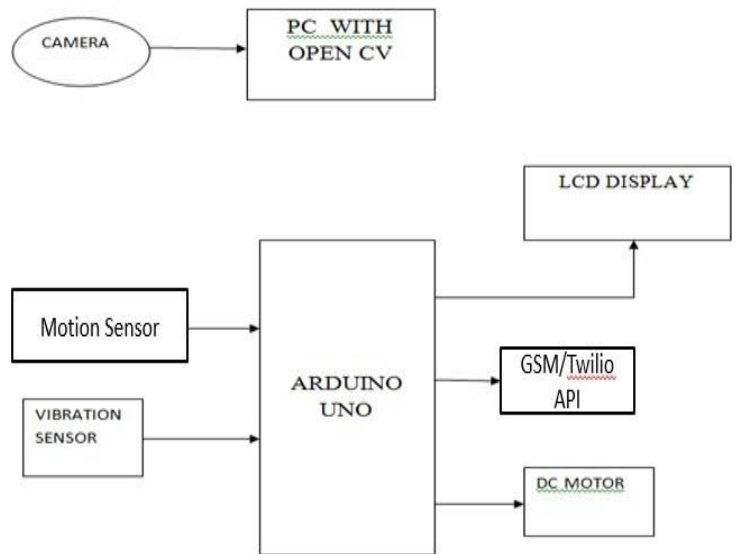 CAMERA
PC WITH
OPEN CV
LCD DISPLAY
Motion Sensor
ARDUINO
UNO
GSM/Twilio
API
VIBRATION
SENSOR
DC MOTOR